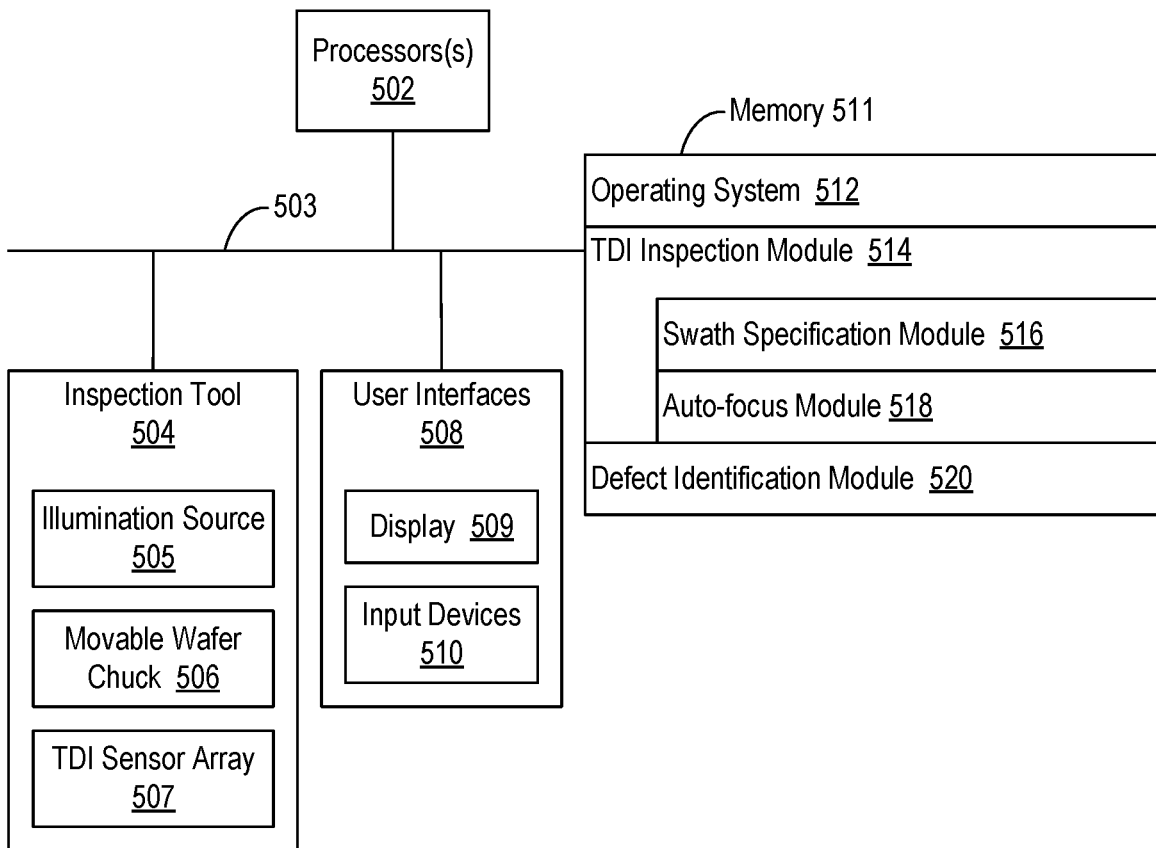 Processors(s)
502
Memory 511
Operating System 512
503
TDI Inspection Module 514
Swath Specification Module 516
Auto-focus Module 518
Defect Identification Module 520
Inspection Tool
504
Illumination Source
505
Movable Wafer
Chuck 506
TDI Sensor Array
507
User Interfaces
508
Display 509
Input Devices
510